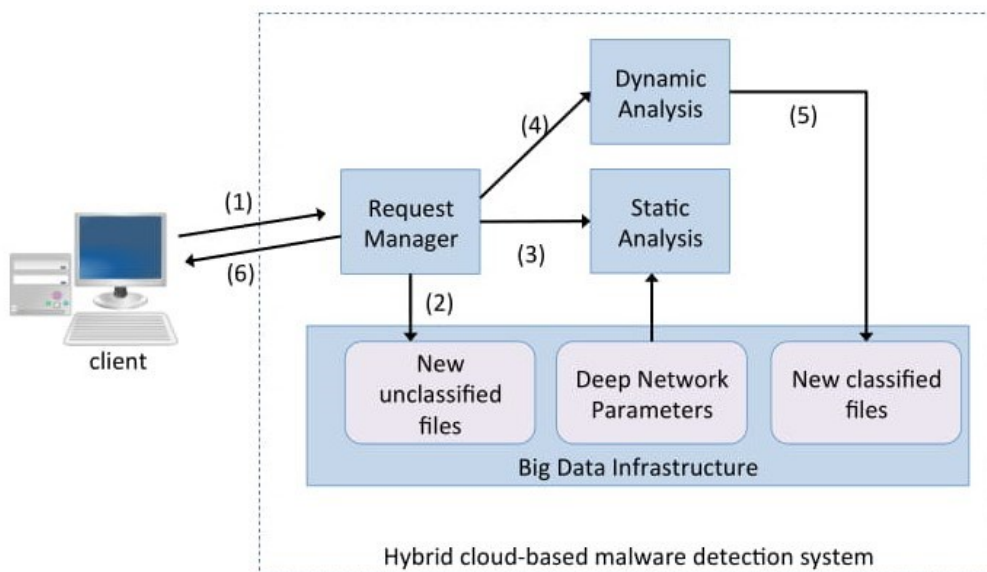 Dynamic
Analysis
(4)
(5)
(1)
Request
Manager
Static
Analysis
(6)
(3)
(2)
client
New
unclassified
files
Deep Network
Parameters
New classified
files
Big Data Infrastructure
Hybrid cloud-based malware detection system